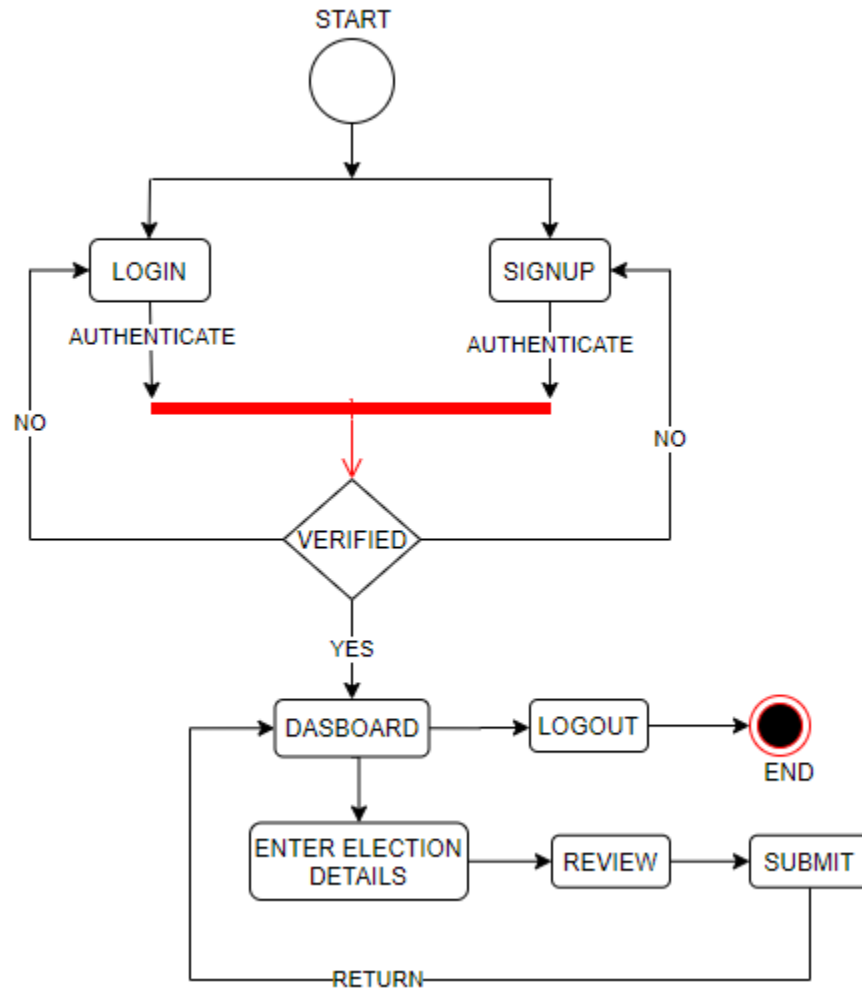 START
LOGIN
SIGNUP
AUTHENTICATE
AUTHENTICATE
NO
NO
VERIFIED
YES
DASBOARD
LOGOUT
END
ENTER ELECTION
DETAILS
REVIEW
SUBMIT
RETURN